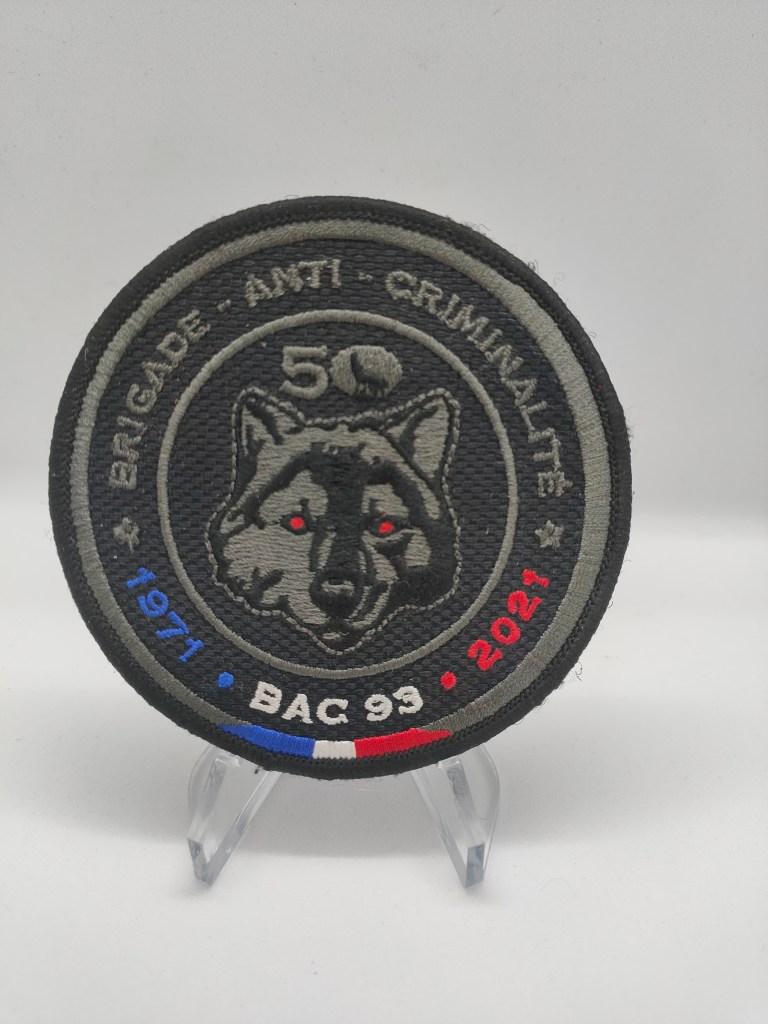 BRIGADE - ANTI - CRIMINALITÉ
50
1971 • BAC 93 • 2021